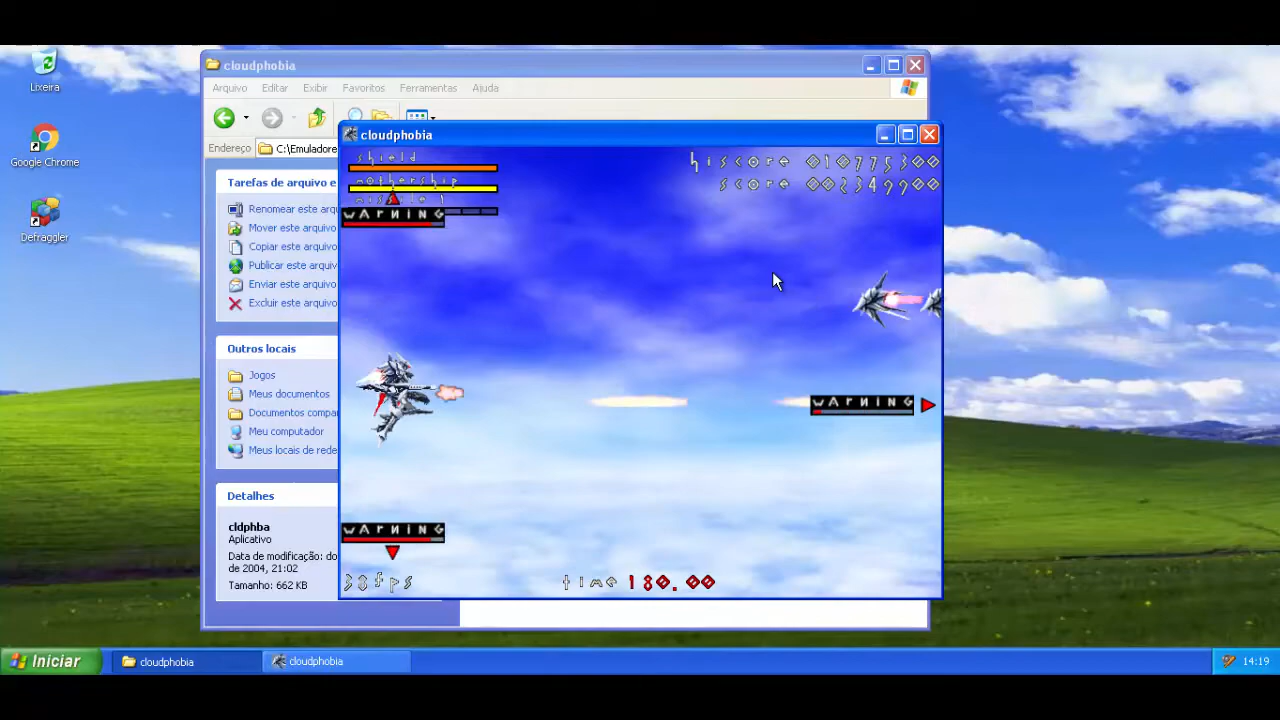 Lixeira
Google Chrome
Defraggler
cloudphobia
Arquivo Editar Exibir Favoritos Ferramentas Ajuda
Endereço C:\Emuladore
Tarefas de arquivo e
Renomear este arqu
Mover este arquivo
Copiar este arquivo
Publicar este arquiv
Enviar este arquivo
Excluir este arquivo
Outros locais
Jogos
Meus documentos
Documentos compa
Meu computador
Meus locais de rede
Detalhes
cldphba
Aplicativo
Data de modificação: do
de 2004, 21:02
Tamanho: 662 KB
cloudphobia
shield
mothership
hiscore 010775300
score 00234900
WARNING
WARNING
WARNING
fps
time 180.00
Iniciar
cloudphobia
cloudphobia
14:19